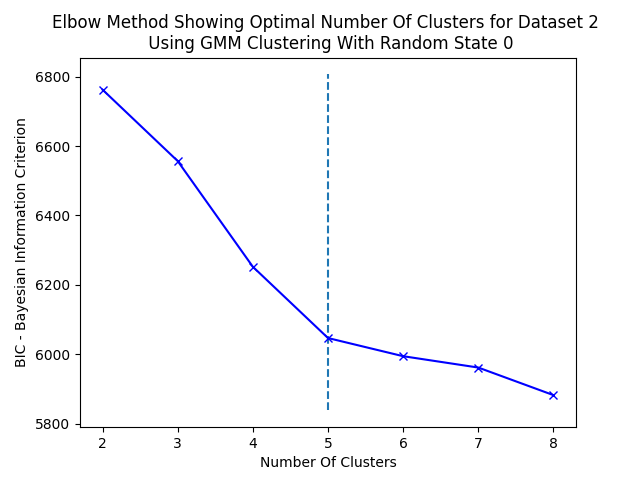 Elbow Method Showing Optimal Number Of Clusters for Dataset 2
Using GMM Clustering With Random State 0
BIC - Bayesian Information Criterion
6800
6600
6400
6200
6000
5800
2 3 4 5 6 7 8
Number Of Clusters